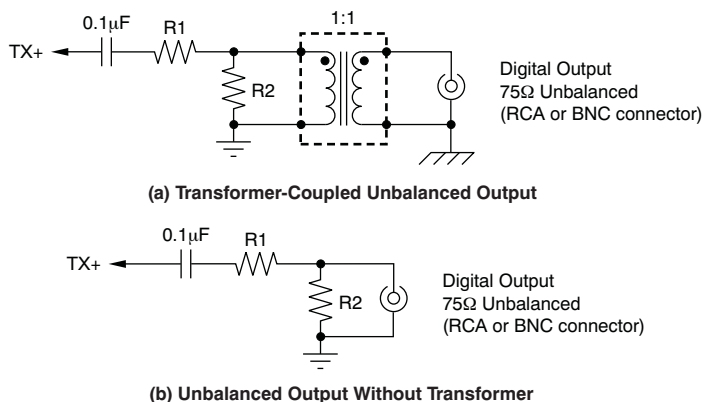 1:1
0.1μF
R1
TX+
R2
Digital Output
75Ω Unbalanced
(RCA or BNC connector)
(a) Transformer-Coupled Unbalanced Output
0.1μF
R1
TX+
R2
Digital Output
75Ω Unbalanced
(RCA or BNC connector)
(b) Unbalanced Output Without Transformer